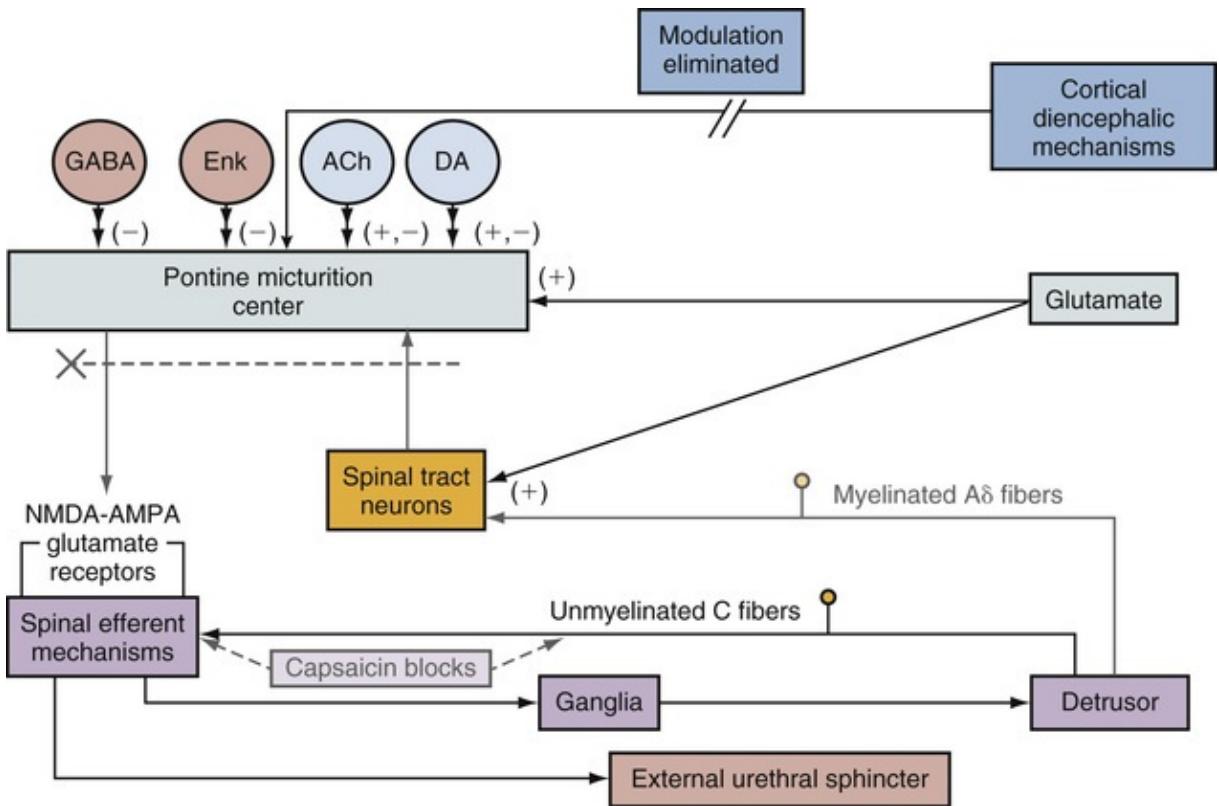 Modulation
eliminated
Cortical
diencephalic
mechanisms
GABA
Enk
ACh
DA
(−)
(−)
(+,−)
(+,−)
Pontine micturition
center
(+)
Glutamate
Spinal tract
neurons
(+)
Myelinated Aδ fibers
NMDA-AMPA
glutamate
receptors
Unmyelinated C fibers
Spinal efferent
mechanisms
Capsaicin blocks
Ganglia
Detrusor
External urethral sphincter